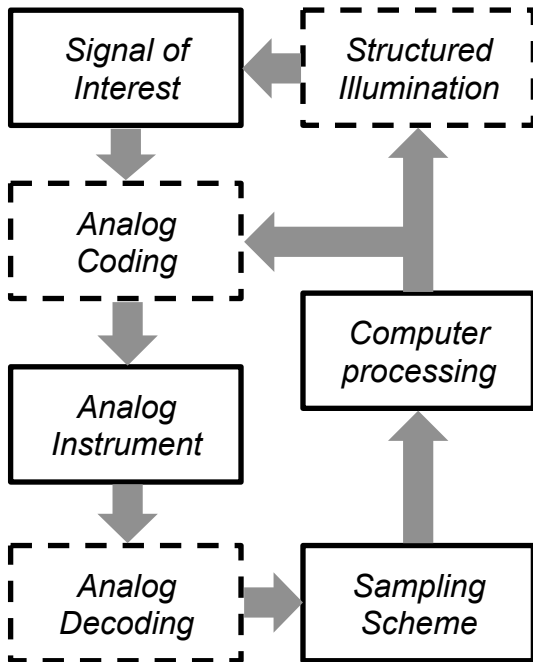 Signal of
Interest
Structured
Illumination
Analog
Coding
Computer
processing
Analog
Instrument
Analog
Decoding
Sampling
Scheme